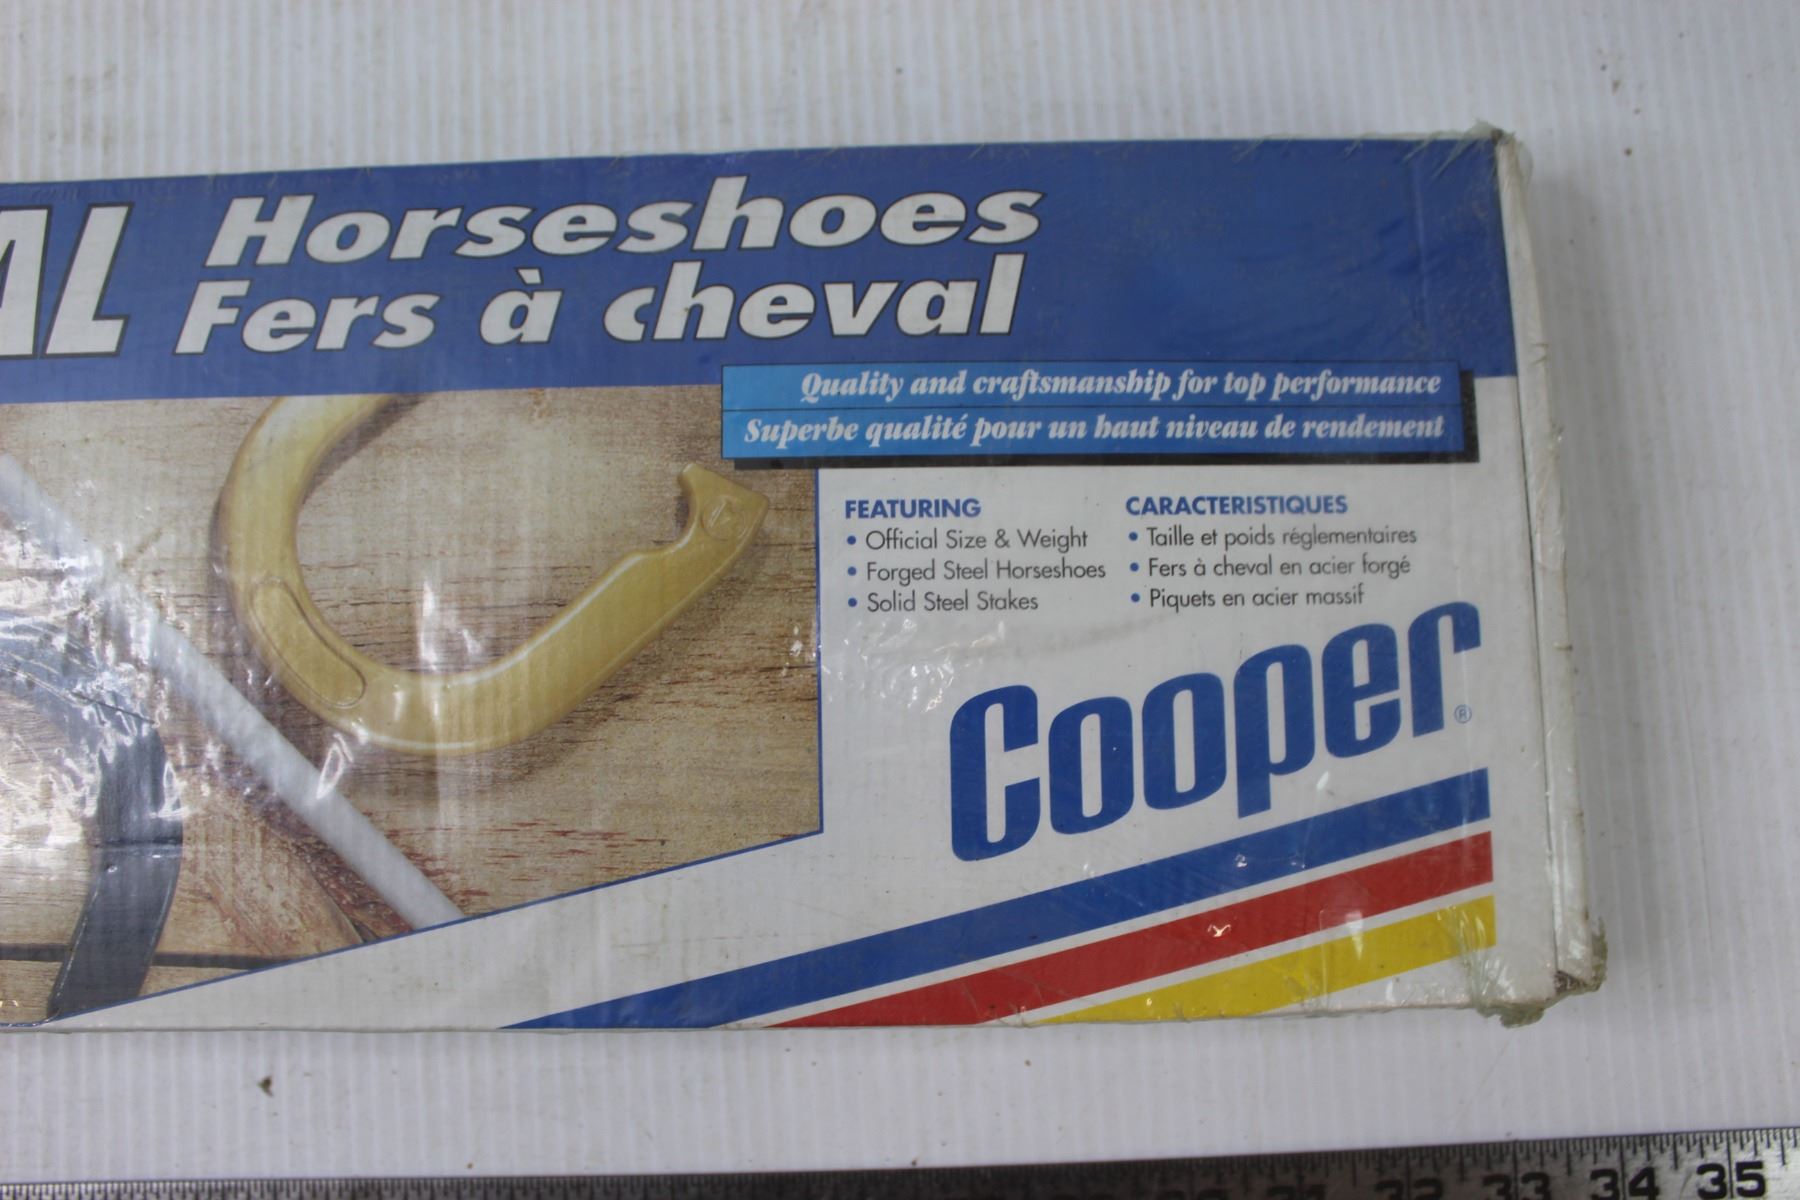 AL Horseshoes
Fers à cheval
Quality and craftsmanship for top performance
Superbe qualité pour un haut niveau de rendement
FEATURING
• Official Size & Weight
• Forged Steel Horseshoes
• Solid Steel Stakes
CARACTERISTIQUES
• Taille et poids réglementaires
• Fers à cheval en acier forgé
• Piquets en acier massif
Cooper®
33 34 35